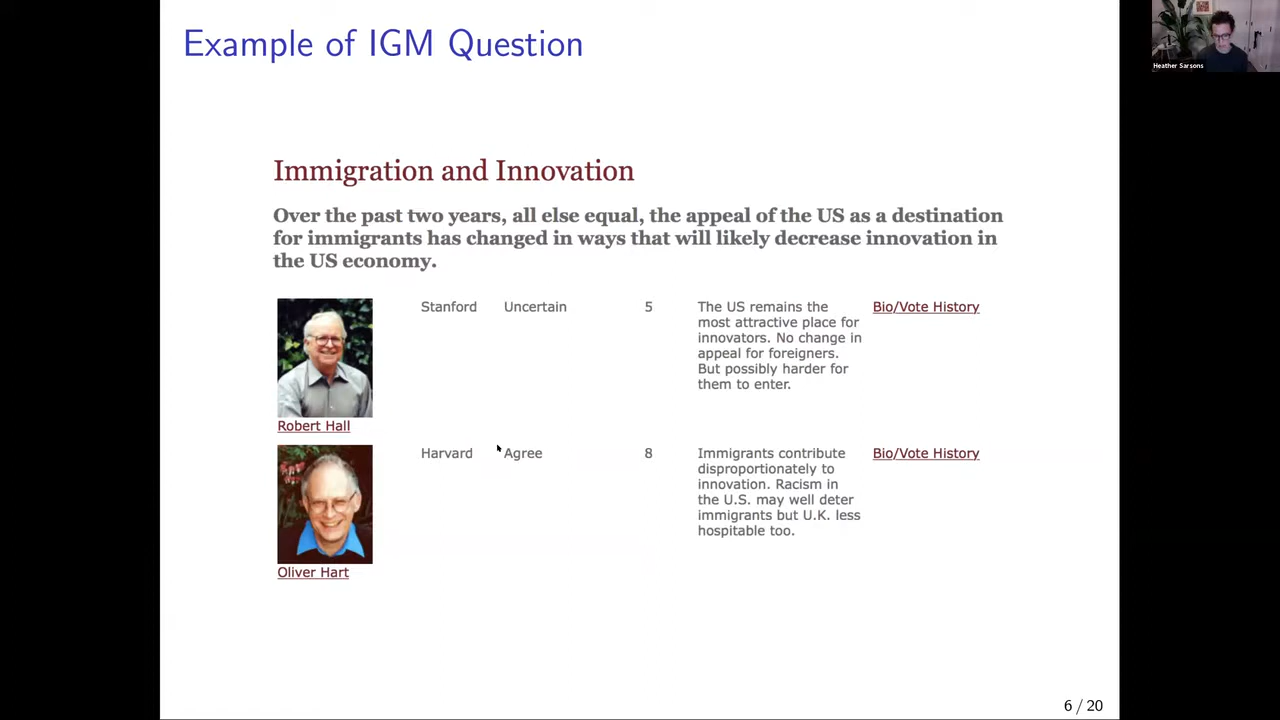 Example of IGM Question
Heather Sarsons
Immigration and Innovation
Over the past two years, all else equal, the appeal of the US as a destination
for immigrants has changed in ways that will likely decrease innovation in
the US economy.
Stanford Uncertain 5 The US remains the Bio/Vote History
most attractive place for
innovators. No change in
appeal for foreigners.
But possibly harder for
them to enter.
Robert Hall
Harvard Agree 8 Immigrants contribute Bio/Vote History
disproportionately to
innovation. Racism in
the U.S. may well deter
immigrants but U.K. less
hospitable too.
Oliver Hart
6 / 20